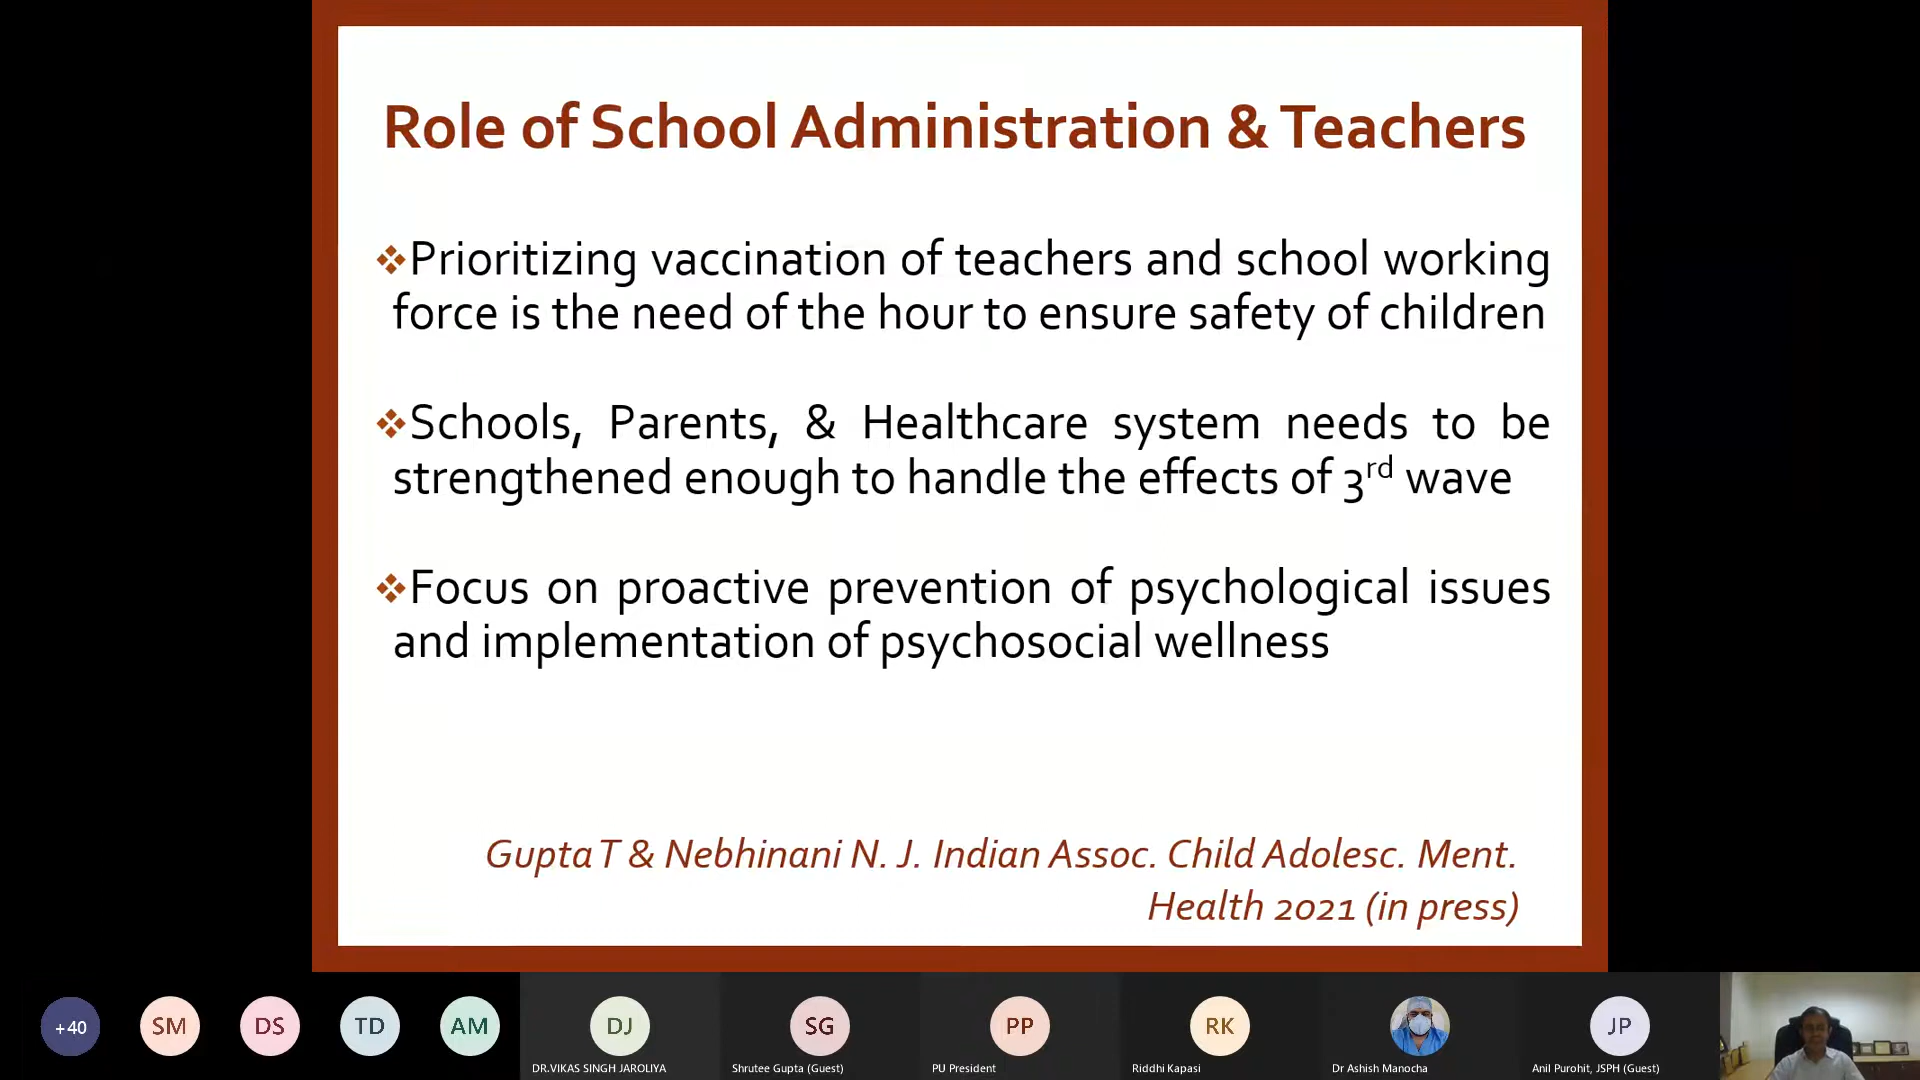 Role of School Administration & Teachers
❖Prioritizing vaccination of teachers and school working
force is the need of the hour to ensure safety of children
❖Schools, Parents, & Healthcare system needs to be
strengthened enough to handle the effects of 3rd wave
❖Focus on proactive prevention of psychological issues
and implementation of psychosocial wellness
Gupta T & Nebhinani N. J. Indian Assoc. Child Adolesc. Ment.
Health 2021 (in press)
+40 SM DS TD AM DJ SG PP RK JP
DR.VIKAS SINGH JAROLIYA Shrutee Gupta (Guest) PU President Riddhi Kapasi Dr Ashish Manocha Anil Purohit, JSPH (Guest)